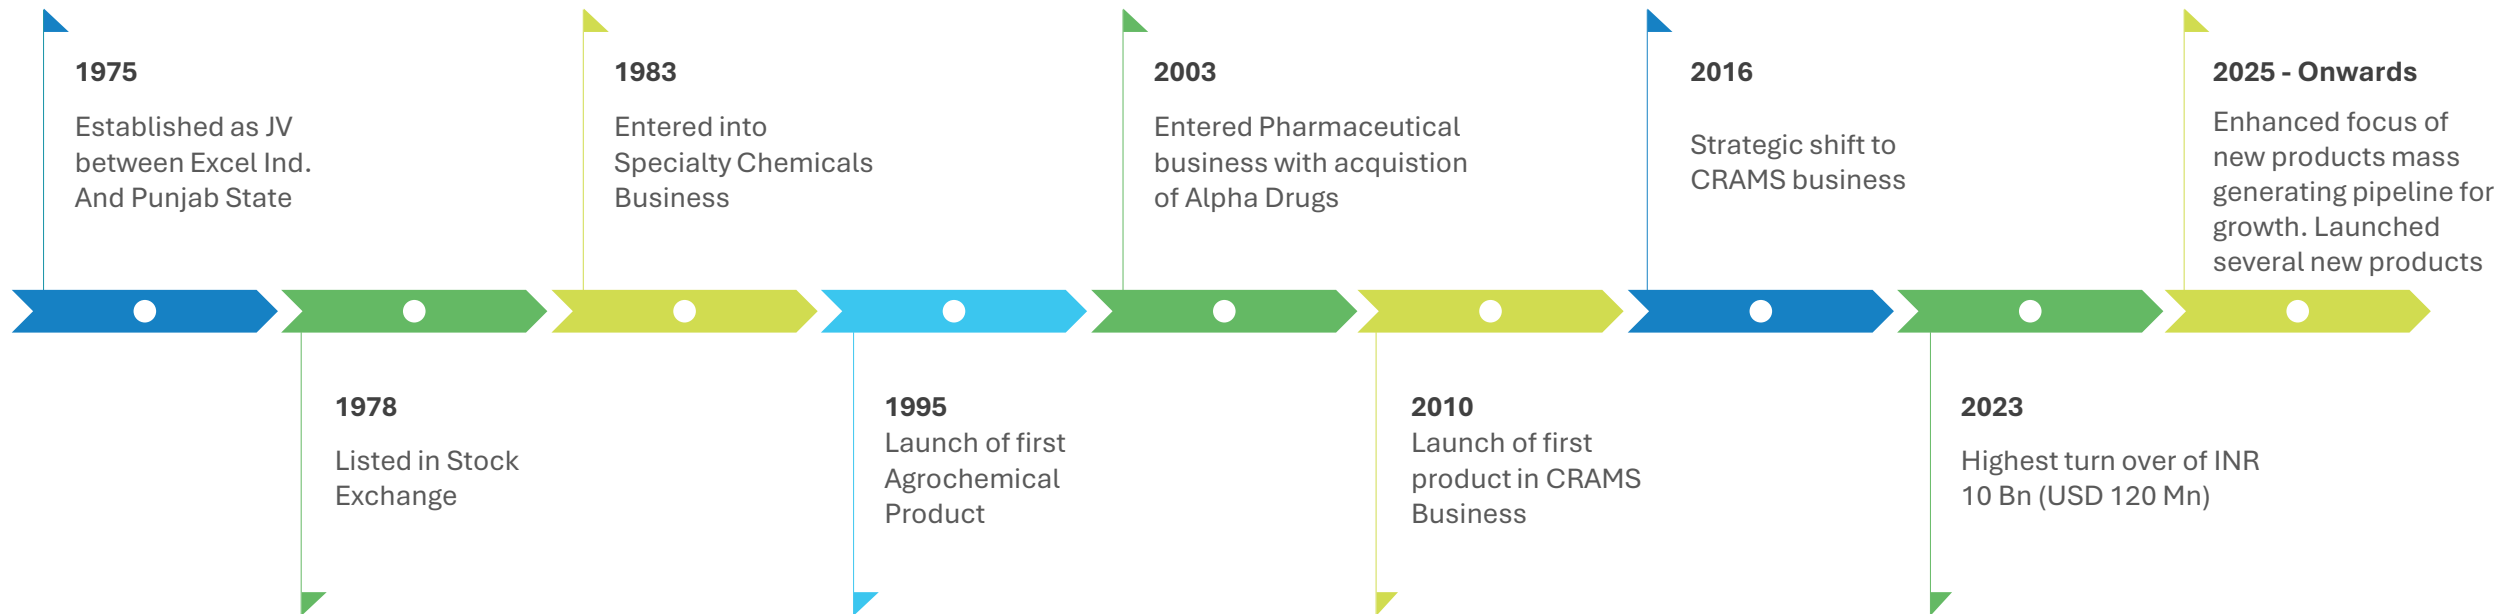 1975
Established as JV
between Excel Ind.
And Punjab State
1978
Listed in Stock
Exchange
1983
Entered into
Specialty Chemicals
Business
1995
Launch of first
Agrochemical
Product
2003
Entered Pharmaceutical
business with acquistion
of Alpha Drugs
2010
Launch of first
product in CRAMS
Business
2016
Strategic shift to
CRAMS business
2023
Highest turn over of INR
10 Bn (USD 120 Mn)
2025 - Onwards
Enhanced focus of
new products mass
generating pipeline for
growth. Launched
several new products